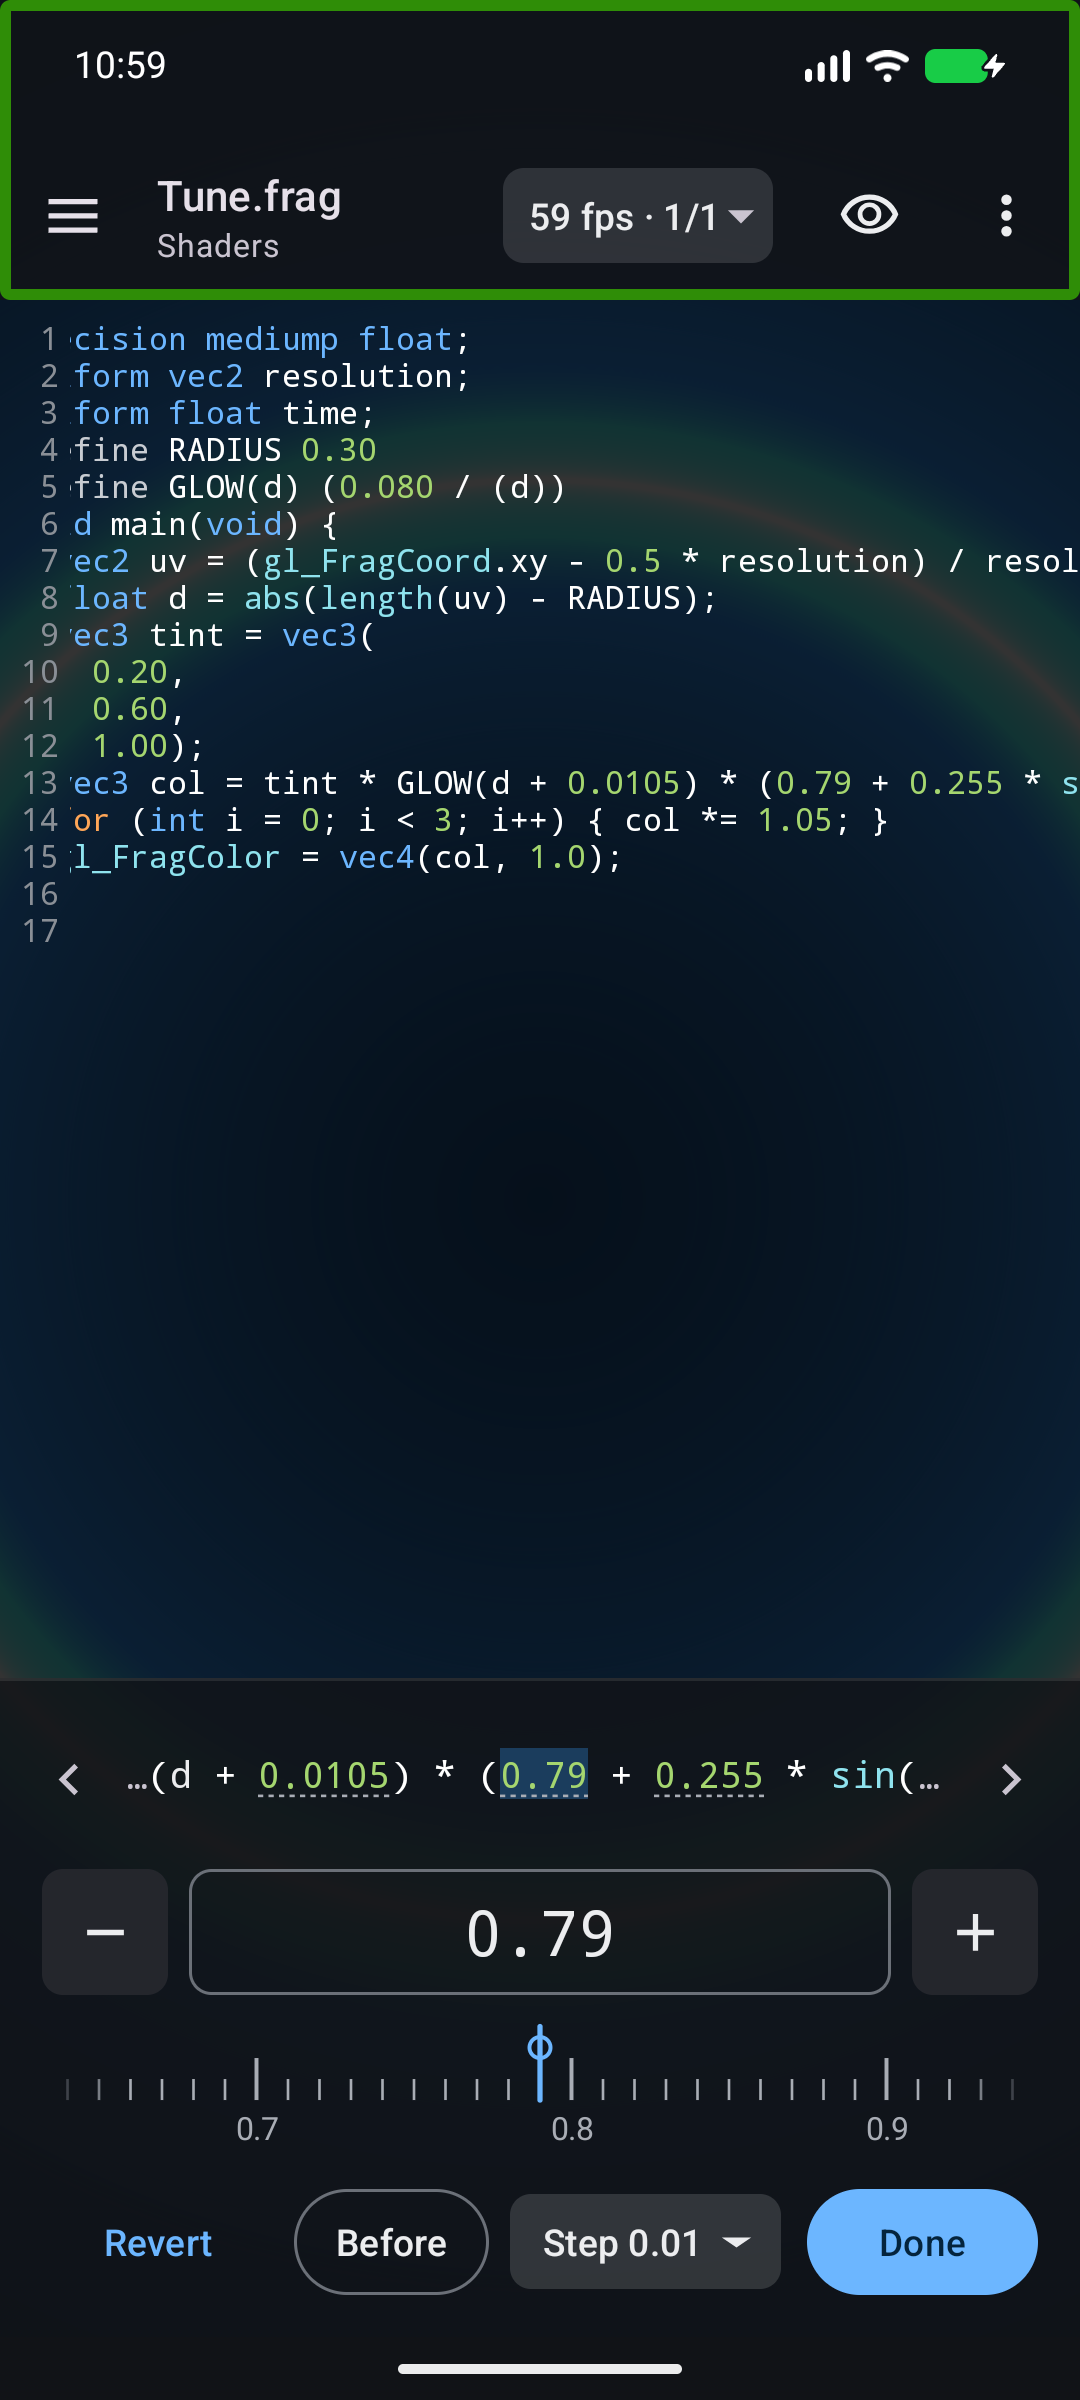 10:59
Tune.frag
Shaders
59 fps · 1/1
1 cision mediump float;
2 form vec2 resolution;
3 form float time;
4 fine RADIUS 0.30
5 fine GLOW(d) (0.080 / (d))
6 d main(void) {
7 ec2 uv = (gl_FragCoord.xy - 0.5 * resolution) / resol
8 loat d = abs(length(uv) - RADIUS);
9 ec3 tint = vec3(
10 0.20,
11 0.60,
12 1.00);
13 ec3 col = tint * GLOW(d + 0.0105) * (0.79 + 0.255 * s
14 or (int i = 0; i < 3; i++) { col *= 1.05; }
15 l_FragColor = vec4(col, 1.0);
16
17
…(d + 0.0105) * (0.79 + 0.255 * sin(…
0.79
0.7 0.8 0.9
Revert Before Step 0.01 Done